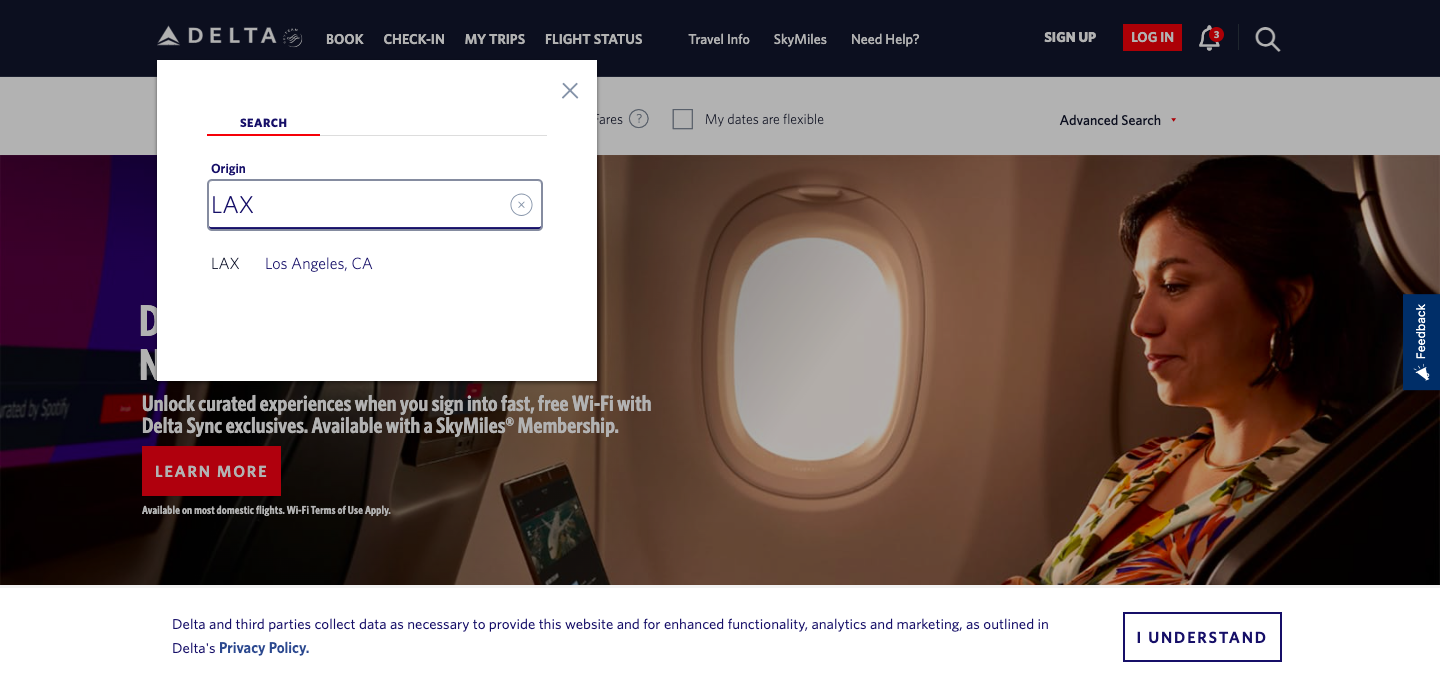 DELTA
BOOK
CHECK-IN
MY TRIPS
FLIGHT STATUS
Travel Info
SkyMiles
Need Help?
SIGN UP
LOG IN
3
SEARCH
Origin
LAX
LAX Los Angeles, CA
Fares
?
My dates are flexible
Advanced Search
D
N
Unlock curated experiences when you sign into fast, free Wi-Fi with
Delta Sync exclusives. Available with a SkyMiles® Membership.
LEARN MORE
Available on most domestic flights. Wi-Fi Terms of Use Apply.
by Spotify
Feedback
Delta and third parties collect data as necessary to provide this website and for enhanced functionality, analytics and marketing, as outlined in
Delta's Privacy Policy.
I UNDERSTAND